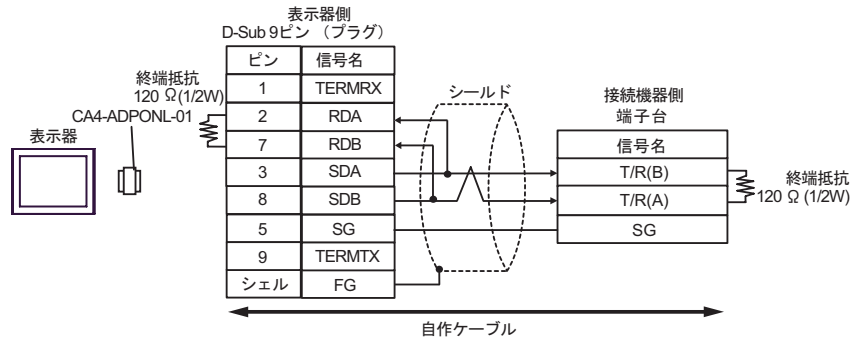 表示器側
D-Sub 9ピン （プラグ）
ピン 信号名
1 TERMRX
2 RDA
7 RDB
3 SDA
8 SDB
5 SG
9 TERMTX
シェル FG
終端抵抗
120 Ω(1/2W)
CA4-ADPONL-01
表示器
シールド
接続機器側
端子台
信号名
T/R(B)
T/R(A)
SG
終端抵抗
120 Ω (1/2W)
自作ケーブル